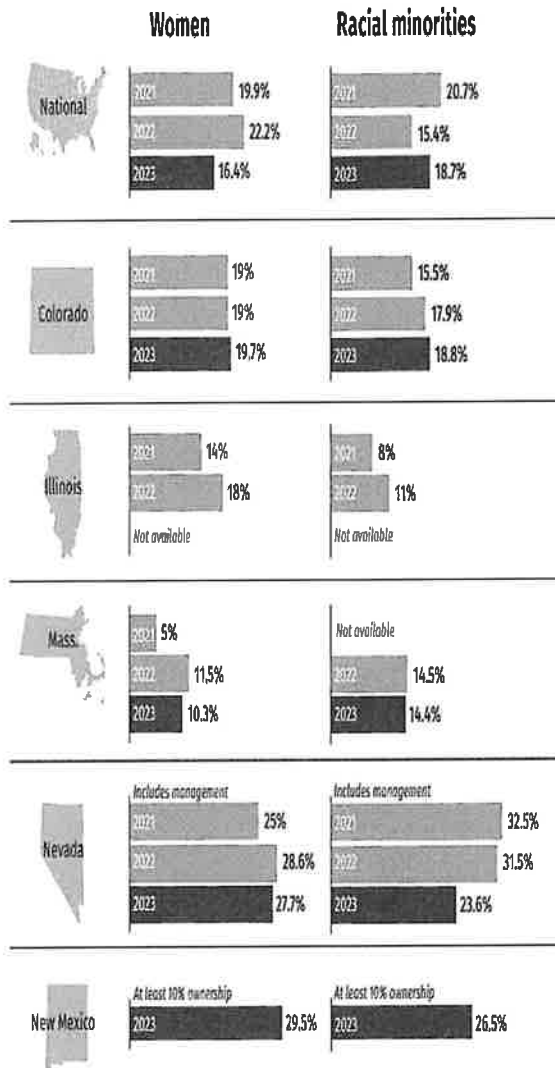 Women Racial minorities
National
2021 19.9% 2021 20.7%
2022 22.2% 2022 15.4%
2023 16.4% 2023 18.7%
Colorado
2021 19% 2021 15.5%
2022 19% 2022 17.9%
2023 19.7% 2023 18.8%
Illinois
2021 14% 2021 8%
2022 18% 2022 11%
Not available Not available
Mass.
2021 5% Not available
2022 11.5% 2022 14.5%
2023 10.3% 2023 14.4%
Nevada
Includes management Includes management
2021 25% 2021 32.5%
2022 28.6% 2022 31.5%
2023 27.7% 2023 23.6%
New Mexico
At least 10% ownership At least 10% ownership
2023 29.5% 2023 26.5%